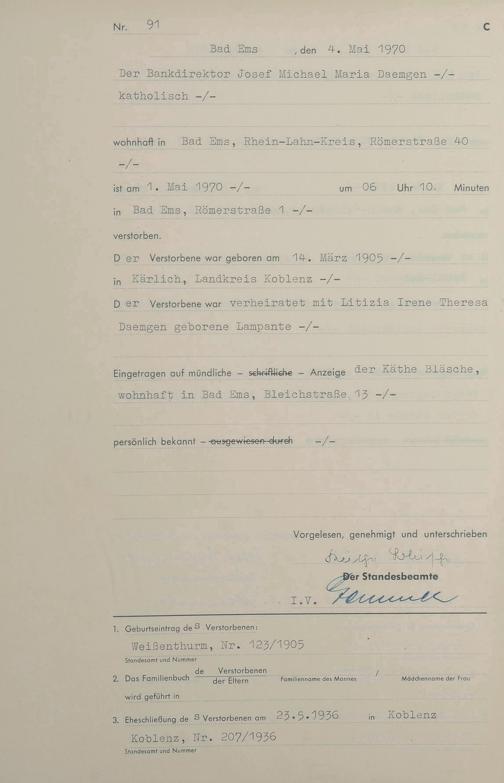 Nr. 91 C
Bad Ems , den 4. Mai 1970
Der Bankdirektor Josef Michael Maria Daemgen -/-
katholisch -/-
wohnhaft in Bad Ems, Rhein-Lahn-Kreis, Römerstraße 40
-/-
ist am 1. Mai 1970 -/- um 06 Uhr 10. Minuten
in Bad Ems, Römerstraße 1 -/-
verstorben.
D er Verstorbene war geboren am 14. März 1905 -/-
in Kärlich, Landkreis Koblenz -/-
D er Verstorbene war verheiratet mit Litizia Irene Theresa
Daemgen geborene Lampante -/-
Eingetragen auf mündliche – schriftliche – Anzeige der Käthe Bläsche,
wohnhaft in Bad Ems, Bleichstraße 13 -/-
persönlich bekannt – ausgewiesen durch -/-
Vorgelesen, genehmigt und unterschrieben
Der Standesbeamte
I.V.
1. Geburtseintrag de s Verstorbenen:
Weißenthurm, Nr. 123/1905
Standesamt und Nummer
2. Das Familienbuch de Verstorbenen / der Eltern Familienname des Mannes / Mädchenname der Frau
wird geführt in
3. Eheschließung de s Verstorbenen am 23.5.1936 in Koblenz
Koblenz, Nr. 207/1936
Standesamt und Nummer